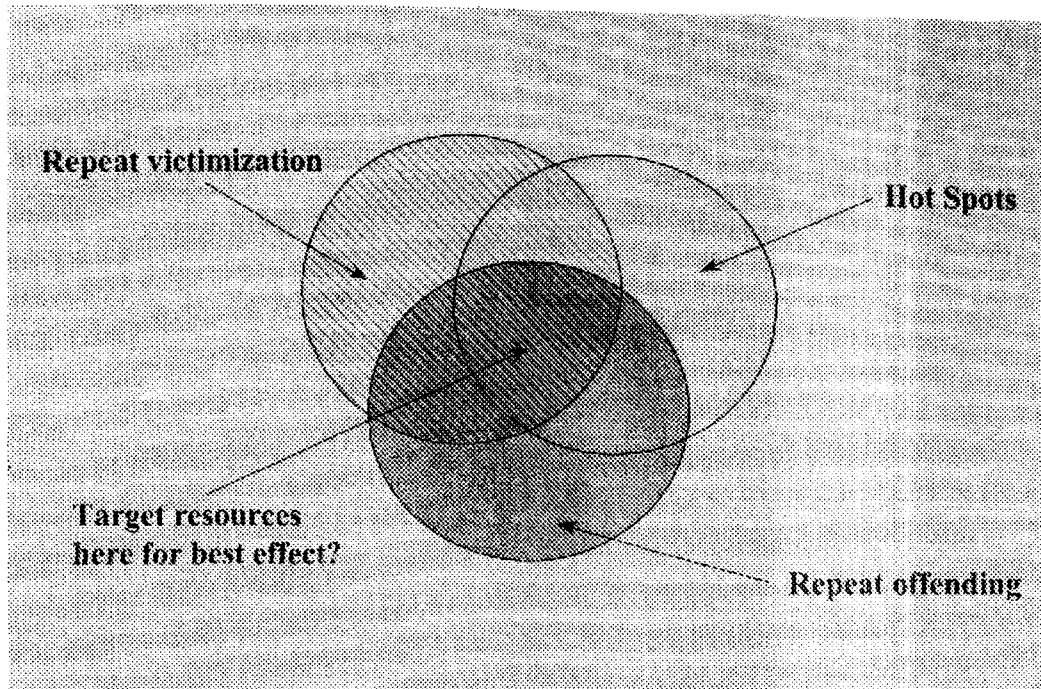 Repeat victimization
Hot Spots
Target resources
here for best effect?
Repeat offending